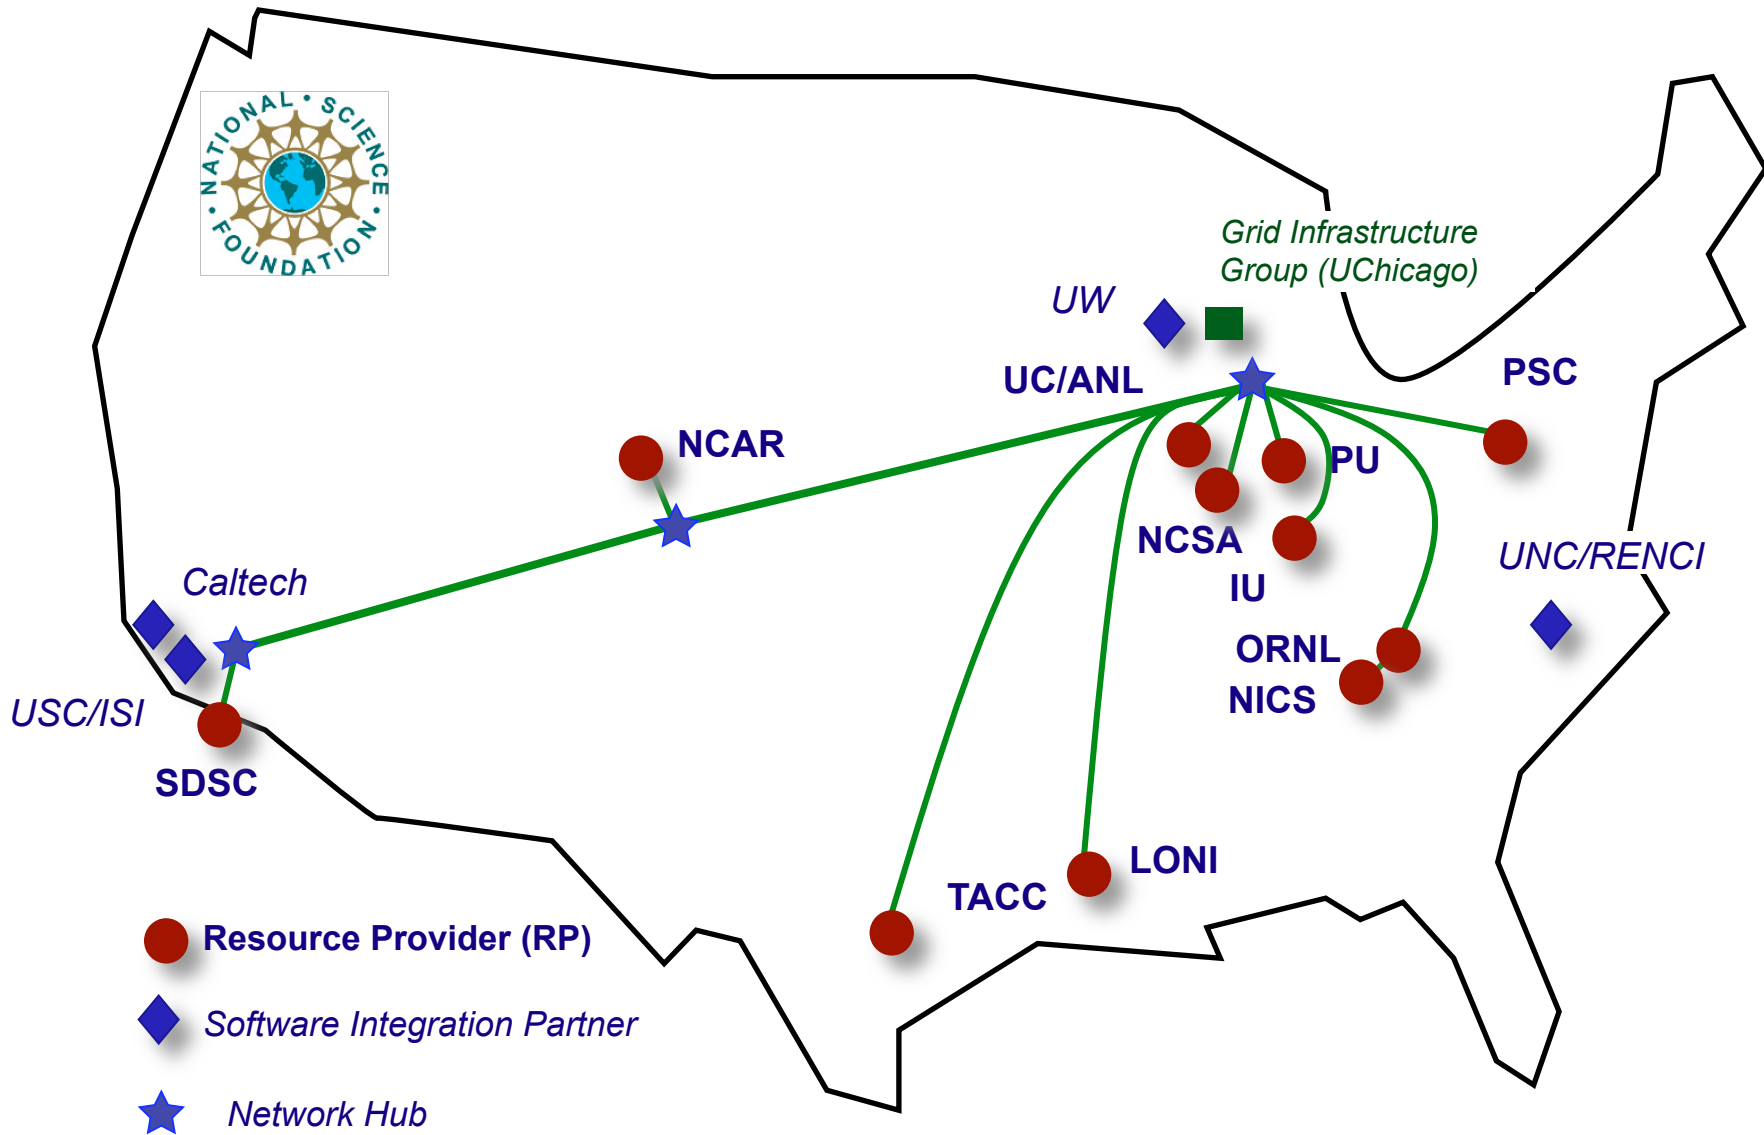 NATIONAL • SCIENCE • FOUNDATION •
Grid Infrastructure
Group (UChicago)
UW
UC/ANL
PSC
NCAR
PU
NCSA
UNC/RENCI
Caltech
IU
ORNL
NICS
USC/ISI
SDSC
LONI
TACC
Resource Provider (RP)
Software Integration Partner
Network Hub